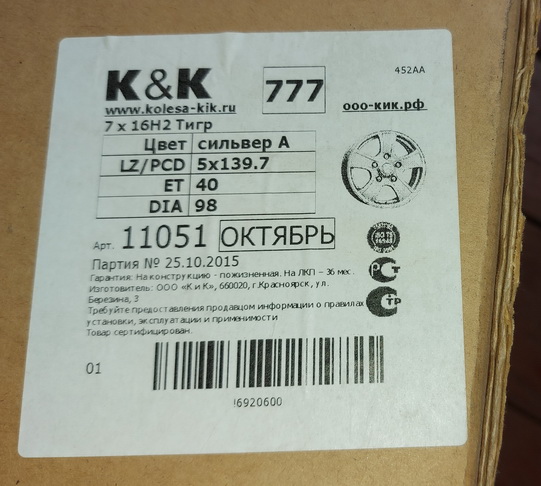 K&K
777
452АА
www.kolesa-kik.ru
ооо-кик.рф
7 x 16H2 Тигр
Цвет сильвер А
LZ/PCD 5x139.7
ET 40
DIA 98
Арт. 11051 ОКТЯБРЬ
Партия № 25.10.2015
Гарантия: На конструкцию - пожизненная. На ЛКП – 36 мес.
Изготовитель: ООО «К и К», 660020, г.Красноярск, ул.
Березина, 3
Требуйте предоставления продавцом информации о правилах
установки, эксплуатации и применимости
Товар сертифицирован.
01
!6920600